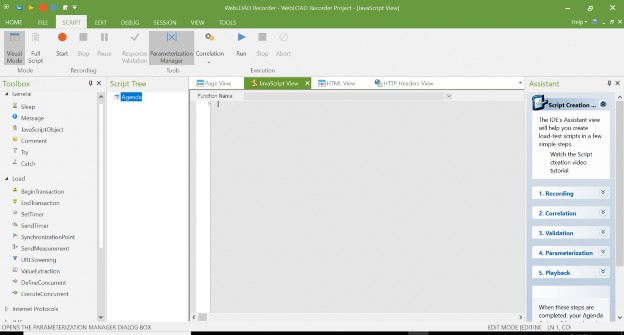 WebLOAD Recorder - WebLOAD Recorder Project - [JavaScript View]
HOME FILE SCRIPT EDIT DEBUG SESSION VIEW TOOLS Help
Visual Mode Full Script Start Stop Pause Response Validation Parameterization Manager Correlation Run Stop Abort
Mode Recording Tools Execution
Toolbox Script Tree Page View JavaScript View HTML View HTTP Headers View Assistant
General
Agenda
Function Name
Sleep
Message
JavaScriptObject
Comment
Try
Catch
Load
BeginTransaction
EndTransaction
SetTimer
SendTimer
SynchronizationPoint
SendMeasurement
URLScreening
ValueExtraction
DefineConcurrent
ExecuteConcurrent
Internet Protocols
Script Creation ...
The IDE's Assistant view
will help you create
load-test scripts in a few
simple steps.
Watch the Script
creation video
tutorial
1. Recording
2. Correlation
3. Validation
4. Parameterization
5. Playback
When these steps are
completed, your Agenda
OPENS THE PARAMETERIZATION MANAGER DIALOG BOX EDIT MODE (EDITING) LN 1, COl